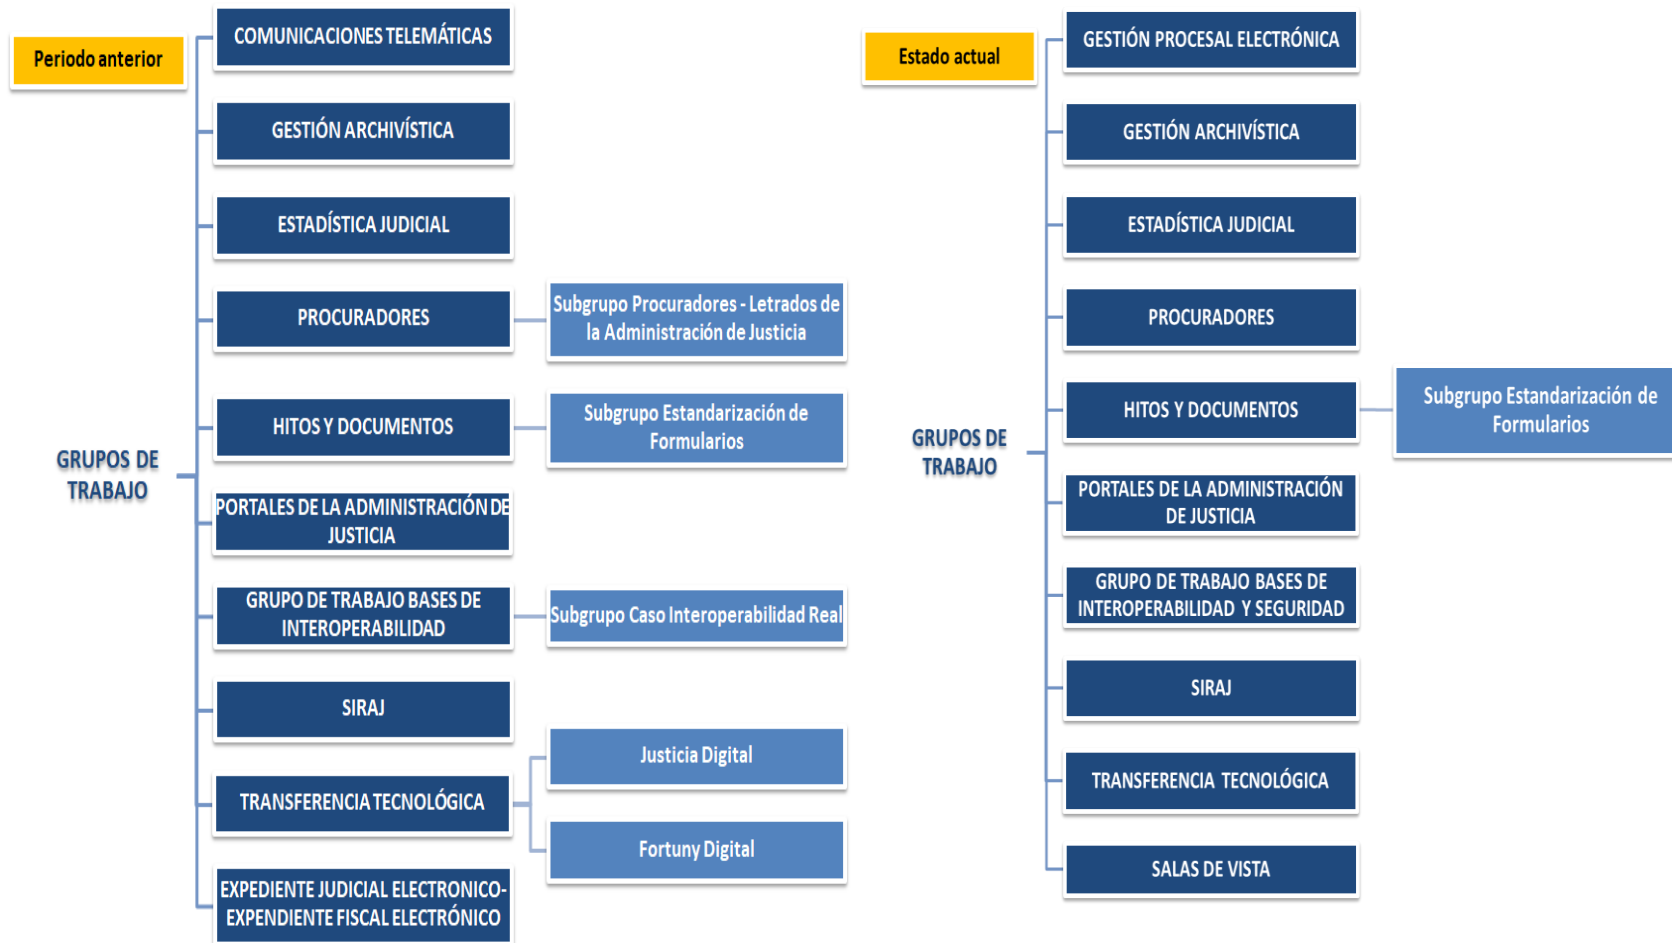 Periodo anterior
GRUPOS DE
TRABAJO
COMUNICACIONES TELEMÁTICAS
GESTIÓN ARCHIVÍSTICA
ESTADÍSTICA JUDICIAL
PROCURADORES
Subgrupo Procuradores - Letrados de
la Administración de Justicia
HITOS Y DOCUMENTOS
Subgrupo Estandarización de
Formularios
PORTALES DE LA ADMINISTRACIÓN DE
JUSTICIA
GRUPO DE TRABAJO BASES DE
INTEROPERABILIDAD
Subgrupo Caso Interoperabilidad Real
SIRAJ
TRANSFERENCIA TECNOLÓGICA
Justicia Digital
Fortuny Digital
EXPEDIENTE JUDICIAL ELECTRONICO-
EXPENDIENTE FISCAL ELECTRÓNICO
Estado actual
GRUPOS DE
TRABAJO
GESTIÓN PROCESAL ELECTRÓNICA
GESTIÓN ARCHIVÍSTICA
ESTADÍSTICA JUDICIAL
PROCURADORES
HITOS Y DOCUMENTOS
Subgrupo Estandarización de
Formularios
PORTALES DE LA ADMINISTRACIÓN
DE JUSTICIA
GRUPO DE TRABAJO BASES DE
INTEROPERABILIDAD Y SEGURIDAD
SIRAJ
TRANSFERENCIA TECNOLÓGICA
SALAS DE VISTA